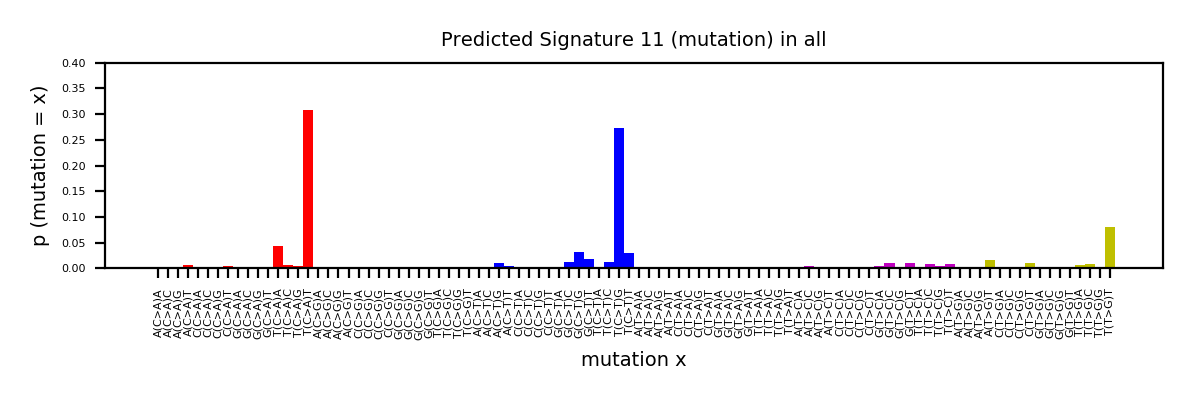 Predicted Signature 11 (mutation) in all
p (mutation = x)
0.40
0.35
0.30
0.25
0.20
0.15
0.10
0.05
0.00
A(C>A)A
A(C>A)C
A(C>A)G
A(C>A)T
C(C>A)A
C(C>A)C
C(C>A)G
C(C>A)T
G(C>A)A
G(C>A)C
G(C>A)G
G(C>A)T
T(C>A)A
T(C>A)C
T(C>A)G
T(C>A)T
A(C>G)A
A(C>G)C
A(C>G)G
A(C>G)T
C(C>G)A
C(C>G)C
C(C>G)G
C(C>G)T
G(C>G)A
G(C>G)C
G(C>G)G
G(C>G)T
T(C>G)A
T(C>G)C
T(C>G)G
T(C>G)T
A(C>T)A
A(C>T)C
A(C>T)G
A(C>T)T
C(C>T)A
C(C>T)C
C(C>T)G
C(C>T)T
G(C>T)A
G(C>T)C
G(C>T)G
G(C>T)T
T(C>T)A
T(C>T)C
T(C>T)G
T(C>T)T
A(T>A)A
A(T>A)C
A(T>A)G
A(T>A)T
C(T>A)A
C(T>A)C
C(T>A)G
C(T>A)T
G(T>A)A
G(T>A)C
G(T>A)G
G(T>A)T
T(T>A)A
T(T>A)C
T(T>A)G
T(T>A)T
A(T>C)A
A(T>C)C
A(T>C)G
A(T>C)T
C(T>C)A
C(T>C)C
C(T>C)G
C(T>C)T
G(T>C)A
G(T>C)C
G(T>C)G
G(T>C)T
T(T>C)A
T(T>C)C
T(T>C)G
T(T>C)T
A(T>G)A
A(T>G)C
A(T>G)G
A(T>G)T
C(T>G)A
C(T>G)C
C(T>G)G
C(T>G)T
G(T>G)A
G(T>G)C
G(T>G)G
G(T>G)T
T(T>G)A
T(T>G)C
T(T>G)G
T(T>G)T
mutation x